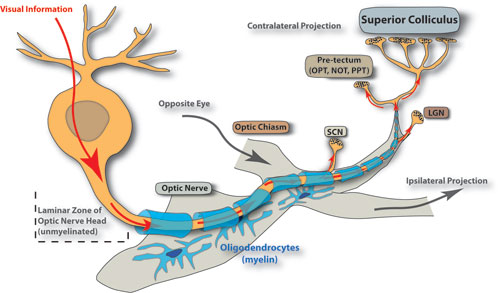 Visual Information
Contralateral Projection
Superior Colliculus
Pre-tectum
(OPT, NOT, PPT)
Opposite Eye
Optic Chiasm
SCN
LGN
Optic Nerve
Ipsilateral Projection
Laminar Zone of
Optic Nerve Head
(unmyelinated)
Oligodendrocytes
(myelin)